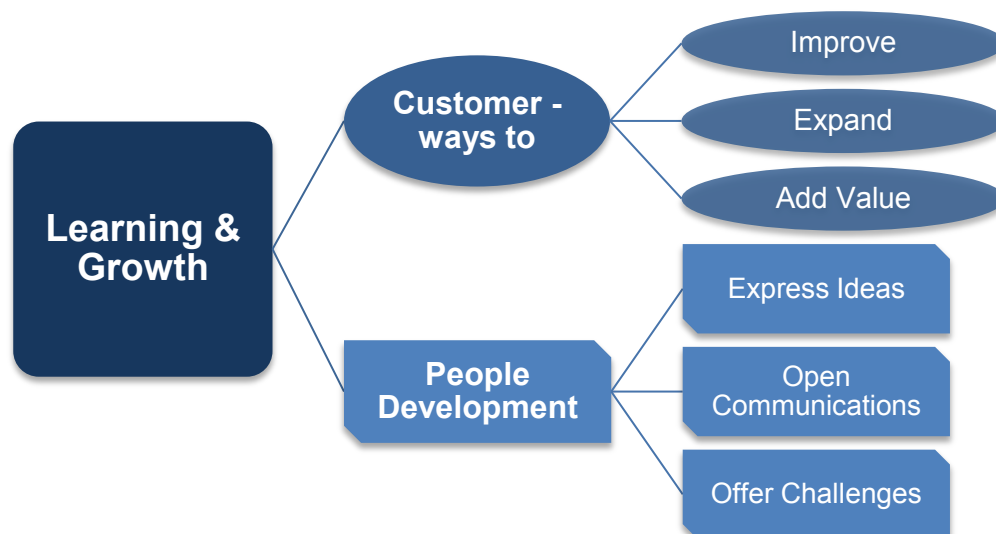 Learning &
Growth
Customer -
ways to
Improve
Expand
Add Value
People
Development
Express Ideas
Open
Communications
Offer Challenges